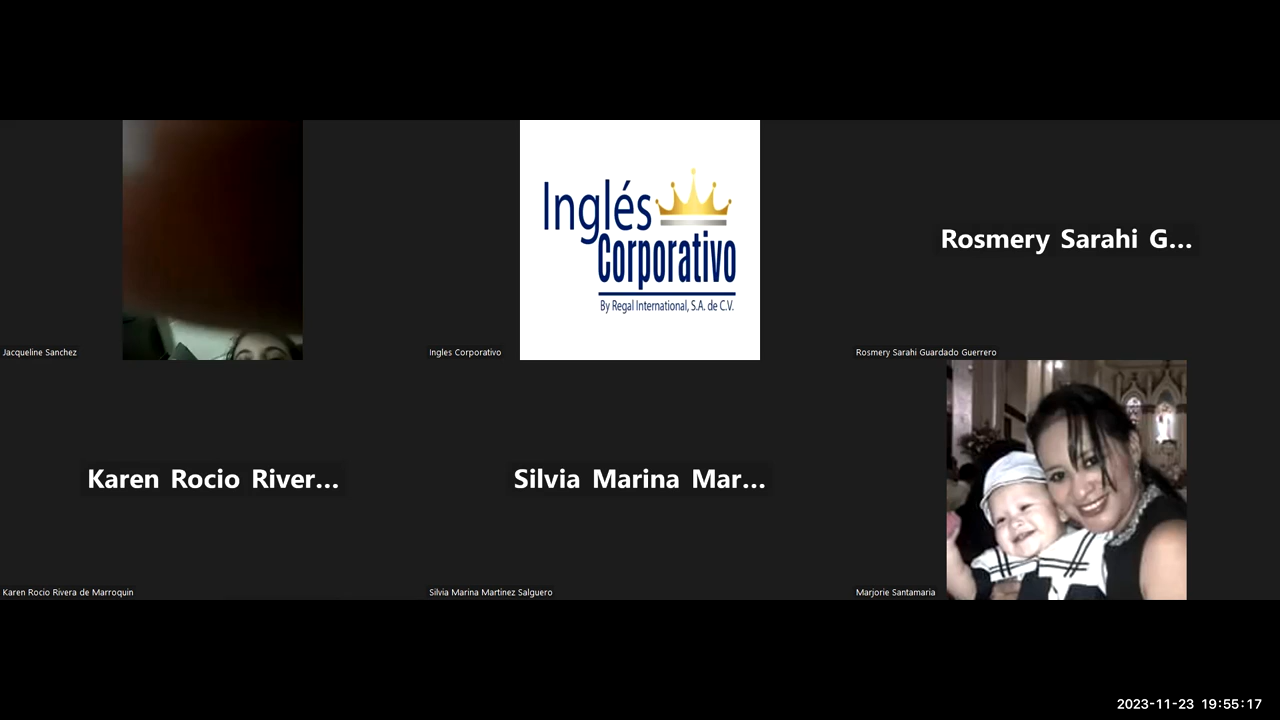 Inglés
Corporativo
By Regal International, S.A. de C.V.
Rosmery Sarahi G...
Jacqueline Sanchez
Ingles Corporativo
Rosmery Sarahi Guardado Guerrero
Karen Rocio River...
Silvia Marina Mar...
Karen Rocio Rivera de Marroquin
Silvia Marina Martinez Salguero
Marjorie Santamaria
2023-11-23 19:55:17